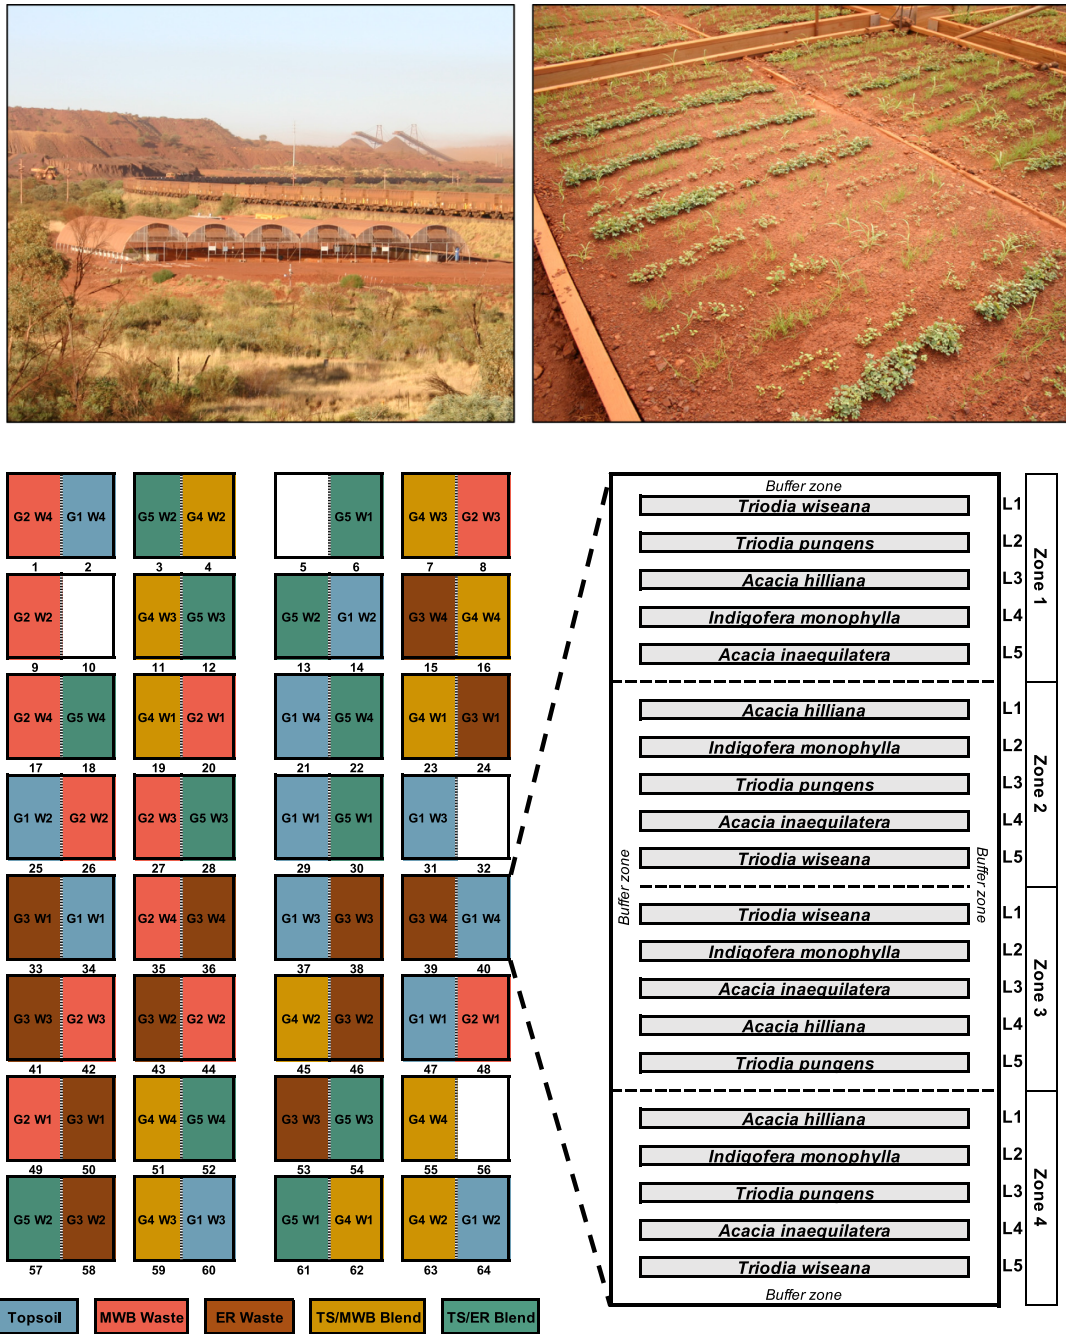 G2 W4 G1 W4 G5 W2 G4 W2 G5 W1 G4 W3 G2 W3
1 2 3 4 5 6 7 8
G2 W2 G4 W3 G5 W3 G5 W2 G1 W2 G3 W4 G4 W4
9 10 11 12 13 14 15 16
G2 W4 G5 W4 G4 W1 G2 W1 G1 W4 G5 W4 G4 W1 G3 W1
17 18 19 20 21 22 23 24
G1 W2 G2 W2 G2 W3 G5 W3 G1 W1 G5 W1 G1 W3
25 26 27 28 29 30 31 32
G3 W1 G1 W1 G2 W4 G3 W4 G1 W3 G3 W3 G3 W4 G1 W4
33 34 35 36 37 38 39 40
G3 W3 G2 W3 G3 W2 G2 W2 G4 W2 G3 W2 G1 W1 G2 W1
41 42 43 44 45 46 47 48
G2 W1 G3 W1 G4 W4 G5 W4 G3 W3 G5 W3 G4 W4
49 50 51 52 53 54 55 56
G5 W2 G3 W2 G4 W3 G1 W3 G5 W1 G4 W1 G4 W2 G1 W2
57 58 59 60 61 62 63 64
Topsoil MWB Waste ER Waste TS/MWB Blend TS/ER Blend
Buffer zone
Triodia wiseana L1
Triodia pungens L2
Acacia hilliana L3
Indigofera monophylla L4
Acacia inaequilatera L5
Zone 1
Acacia hilliana L1
Indigofera monophylla L2
Triodia pungens L3
Acacia inaequilatera L4
Triodia wiseana L5
Zone 2
Buffer zone
Buffer zone
Triodia wiseana L1
Indigofera monophylla L2
Acacia inaequilatera L3
Acacia hilliana L4
Triodia pungens L5
Zone 3
Acacia hilliana L1
Indigofera monophylla L2
Triodia pungens L3
Acacia inaequilatera L4
Triodia wiseana L5
Zone 4
Buffer zone